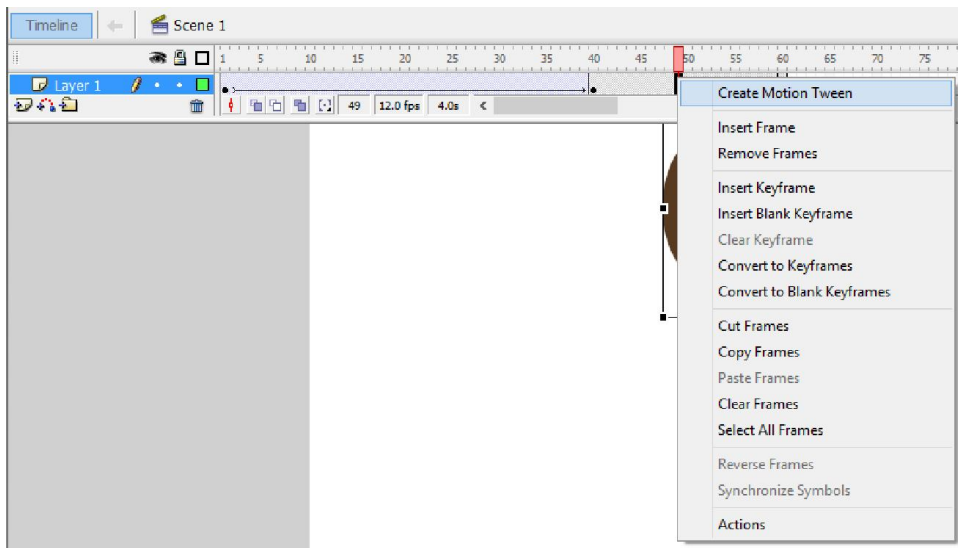 Timeline Scene 1
1 5 10 15 20 25 30 35 40 45 50 55 60 65 70 75
Layer 1
49 12.0 fps 4.0s
Create Motion Tween
Insert Frame
Remove Frames
Insert Keyframe
Insert Blank Keyframe
Clear Keyframe
Convert to Keyframes
Convert to Blank Keyframes
Cut Frames
Copy Frames
Paste Frames
Clear Frames
Select All Frames
Reverse Frames
Synchronize Symbols
Actions